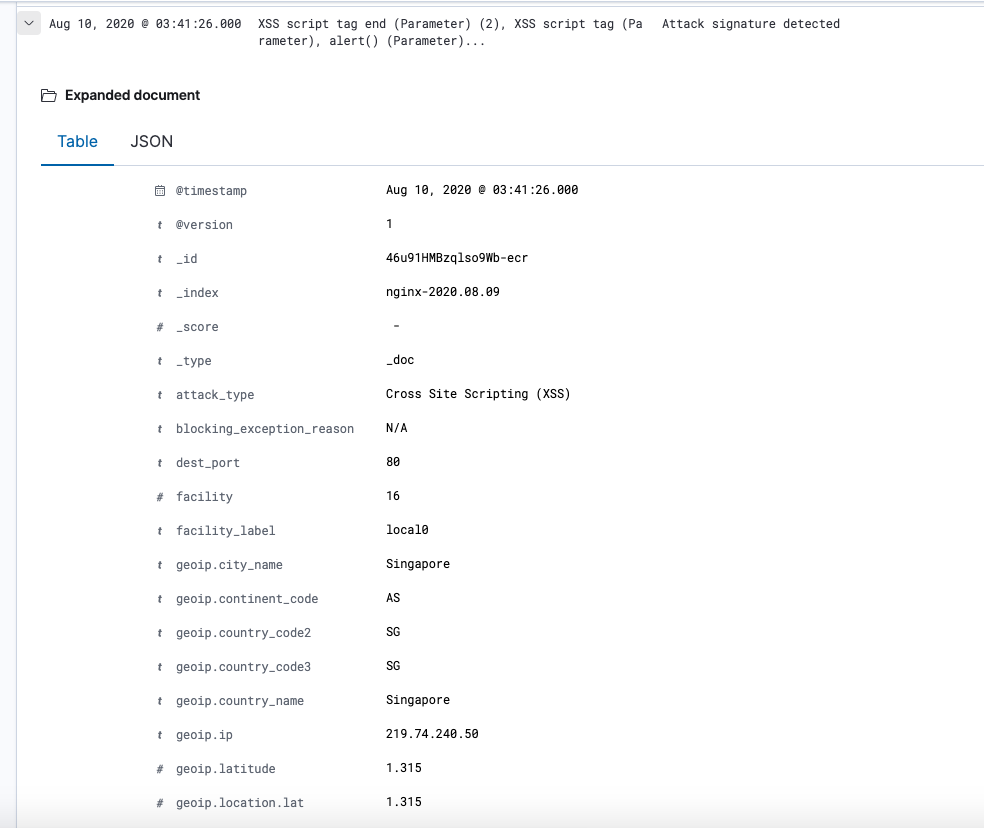 Aug 10, 2020 @ 03:41:26.000 XSS script tag end (Parameter) (2), XSS script tag (Pa Attack signature detected
rameter), alert() (Parameter)...
Expanded document
Table JSON
@timestamp Aug 10, 2020 @ 03:41:26.000
t @version 1
t _id 46u91HMBzqlso9Wb-ecr
t _index nginx-2020.08.09
# _score -
t _type _doc
t attack_type Cross Site Scripting (XSS)
t blocking_exception_reason N/A
t dest_port 80
# facility 16
t facility_label local0
t geoip.city_name Singapore
t geoip.continent_code AS
t geoip.country_code2 SG
t geoip.country_code3 SG
t geoip.country_name Singapore
t geoip.ip 219.74.240.50
# geoip.latitude 1.315
# geoip.location.lat 1.315